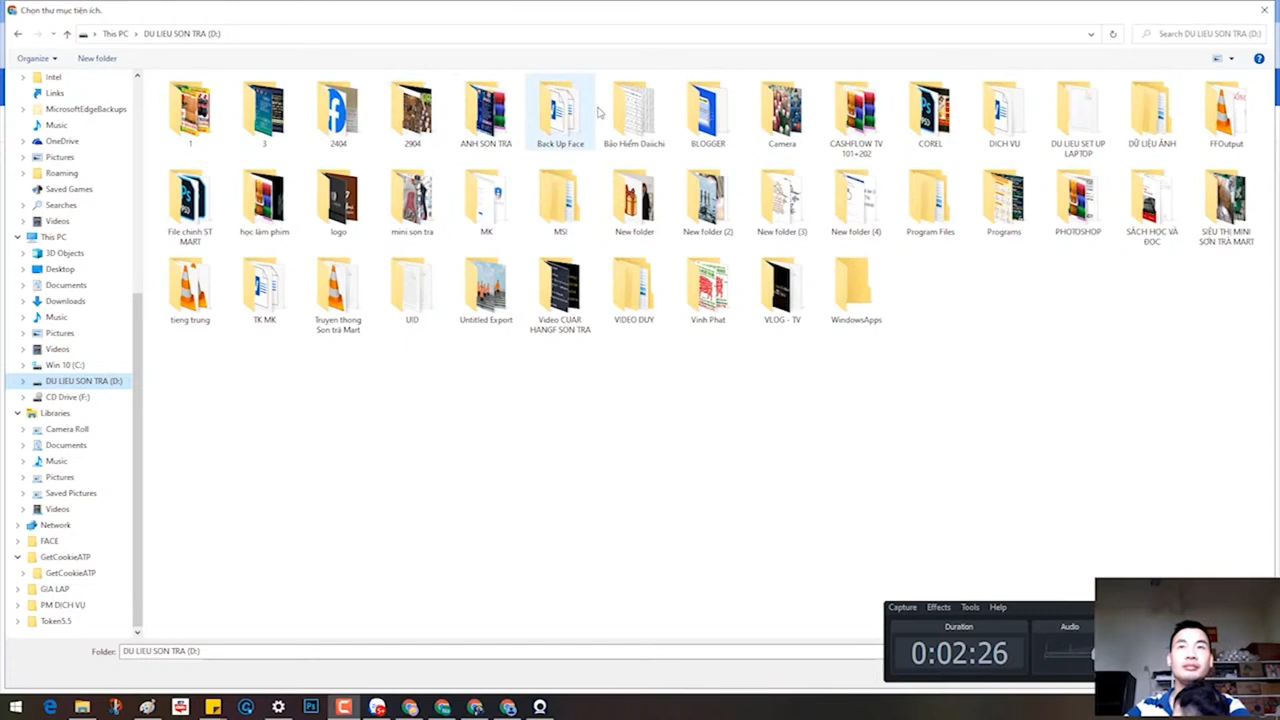 Chọn thư mục tiện ích.
This PC > DU LIEU SON TRA (D:)
Search DU LIEU SON TRA (D:)
Organize
New folder
Intel
Links
MicrosoftEdgeBackups
Music
OneDrive
Pictures
Roaming
Saved Games
Searches
Videos
This PC
3D Objects
Desktop
Documents
Downloads
Music
Pictures
Videos
Win 10 (C:)
DU LIEU SON TRA (D:)
CD Drive (F:)
Libraries
Camera Roll
Documents
Music
Pictures
Saved Pictures
Videos
Network
FACE
GetCookieATP
GetCookieATP
GIA LAP
PM DỊCH VỤ
Token5.5
1
3
2404
2904
ANH SON TRA
Back Up Face
Bảo Hiểm Daiichi
BLOGGER
Camera
CASHFLOW TV
101+202
COREL
DỊCH VỤ
DU LIEU SET UP
LAPTOP
DỮ LIỆU ẢNH
FFOutput
File chinh ST
MART
học làm phim
logo
mini son tra
MK
MSI
New folder
New folder (2)
New folder (3)
New folder (4)
Program Files
Programs
PHOTOSHOP
SÁCH HỌC VÀ
ĐỌC
SIÊU THỊ MINI
SƠN TRÀ MART
tieng trung
TK MK
Truyen thong
Son trà Mart
UID
Untitled Export
Video CUAR
HANGF SON TRA
VIDEO DUY
Vinh Phat
VLOG - TV
WindowsApps
Folder: DU LIEU SON TRA (D:)
Capture Effects Tools Help
Duration
Audio
0:02:26